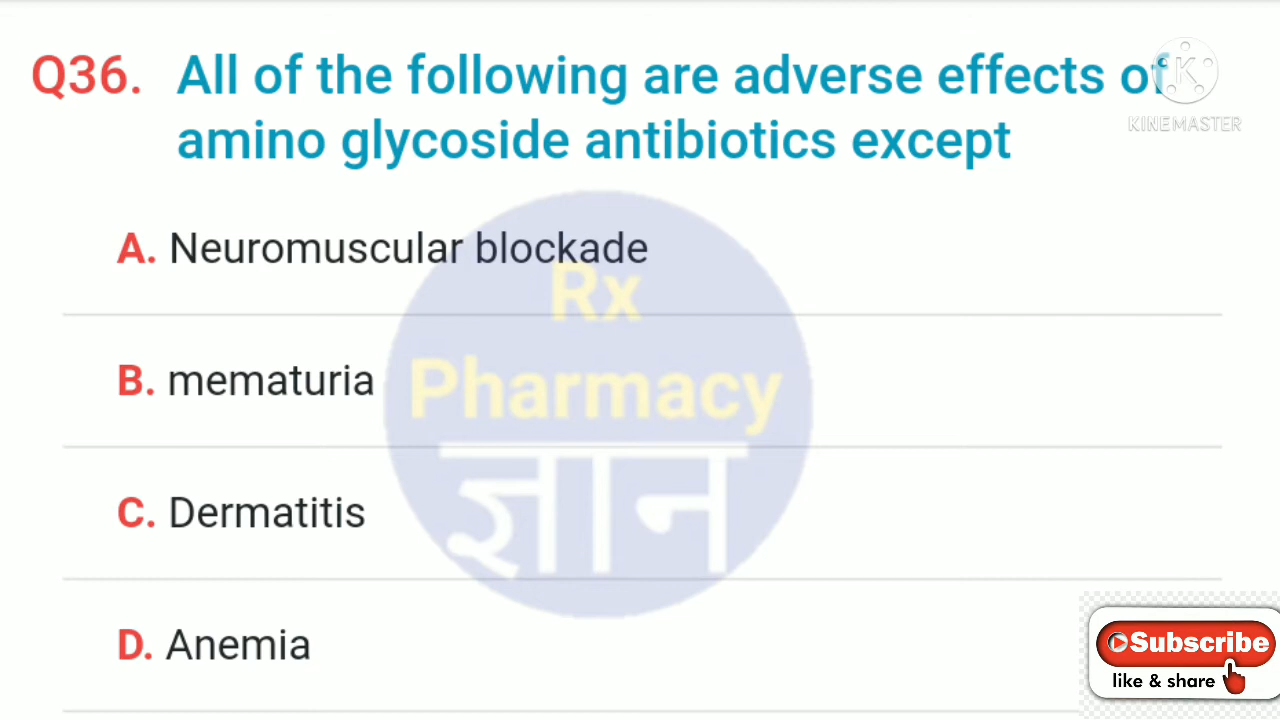 Q36. All of the following are adverse effects of
amino glycoside antibiotics except
KINEMASTER
A. Neuromuscular blockade
B. mematuria
C. Dermatitis
D. Anemia
Rx
Pharmacy
ज्ञान
Subscribe
like & share